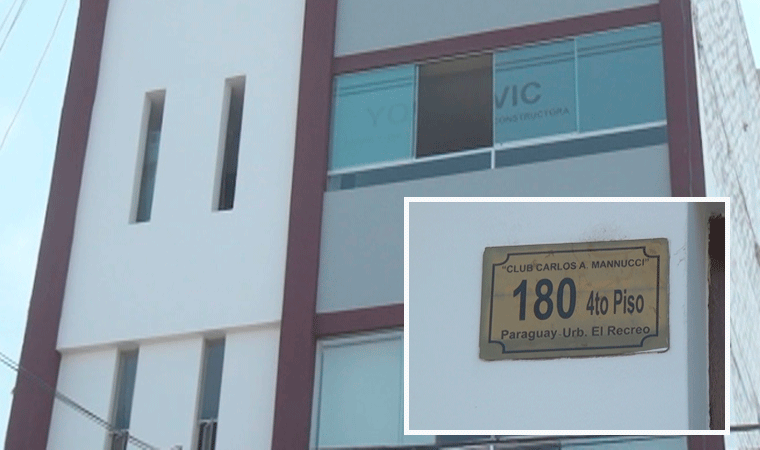 YO VIC
CONSTRUCTORA
"CLUB CARLOS A. MANNUCCI"
180 4to Piso
Paraguay Urb. El Recreo